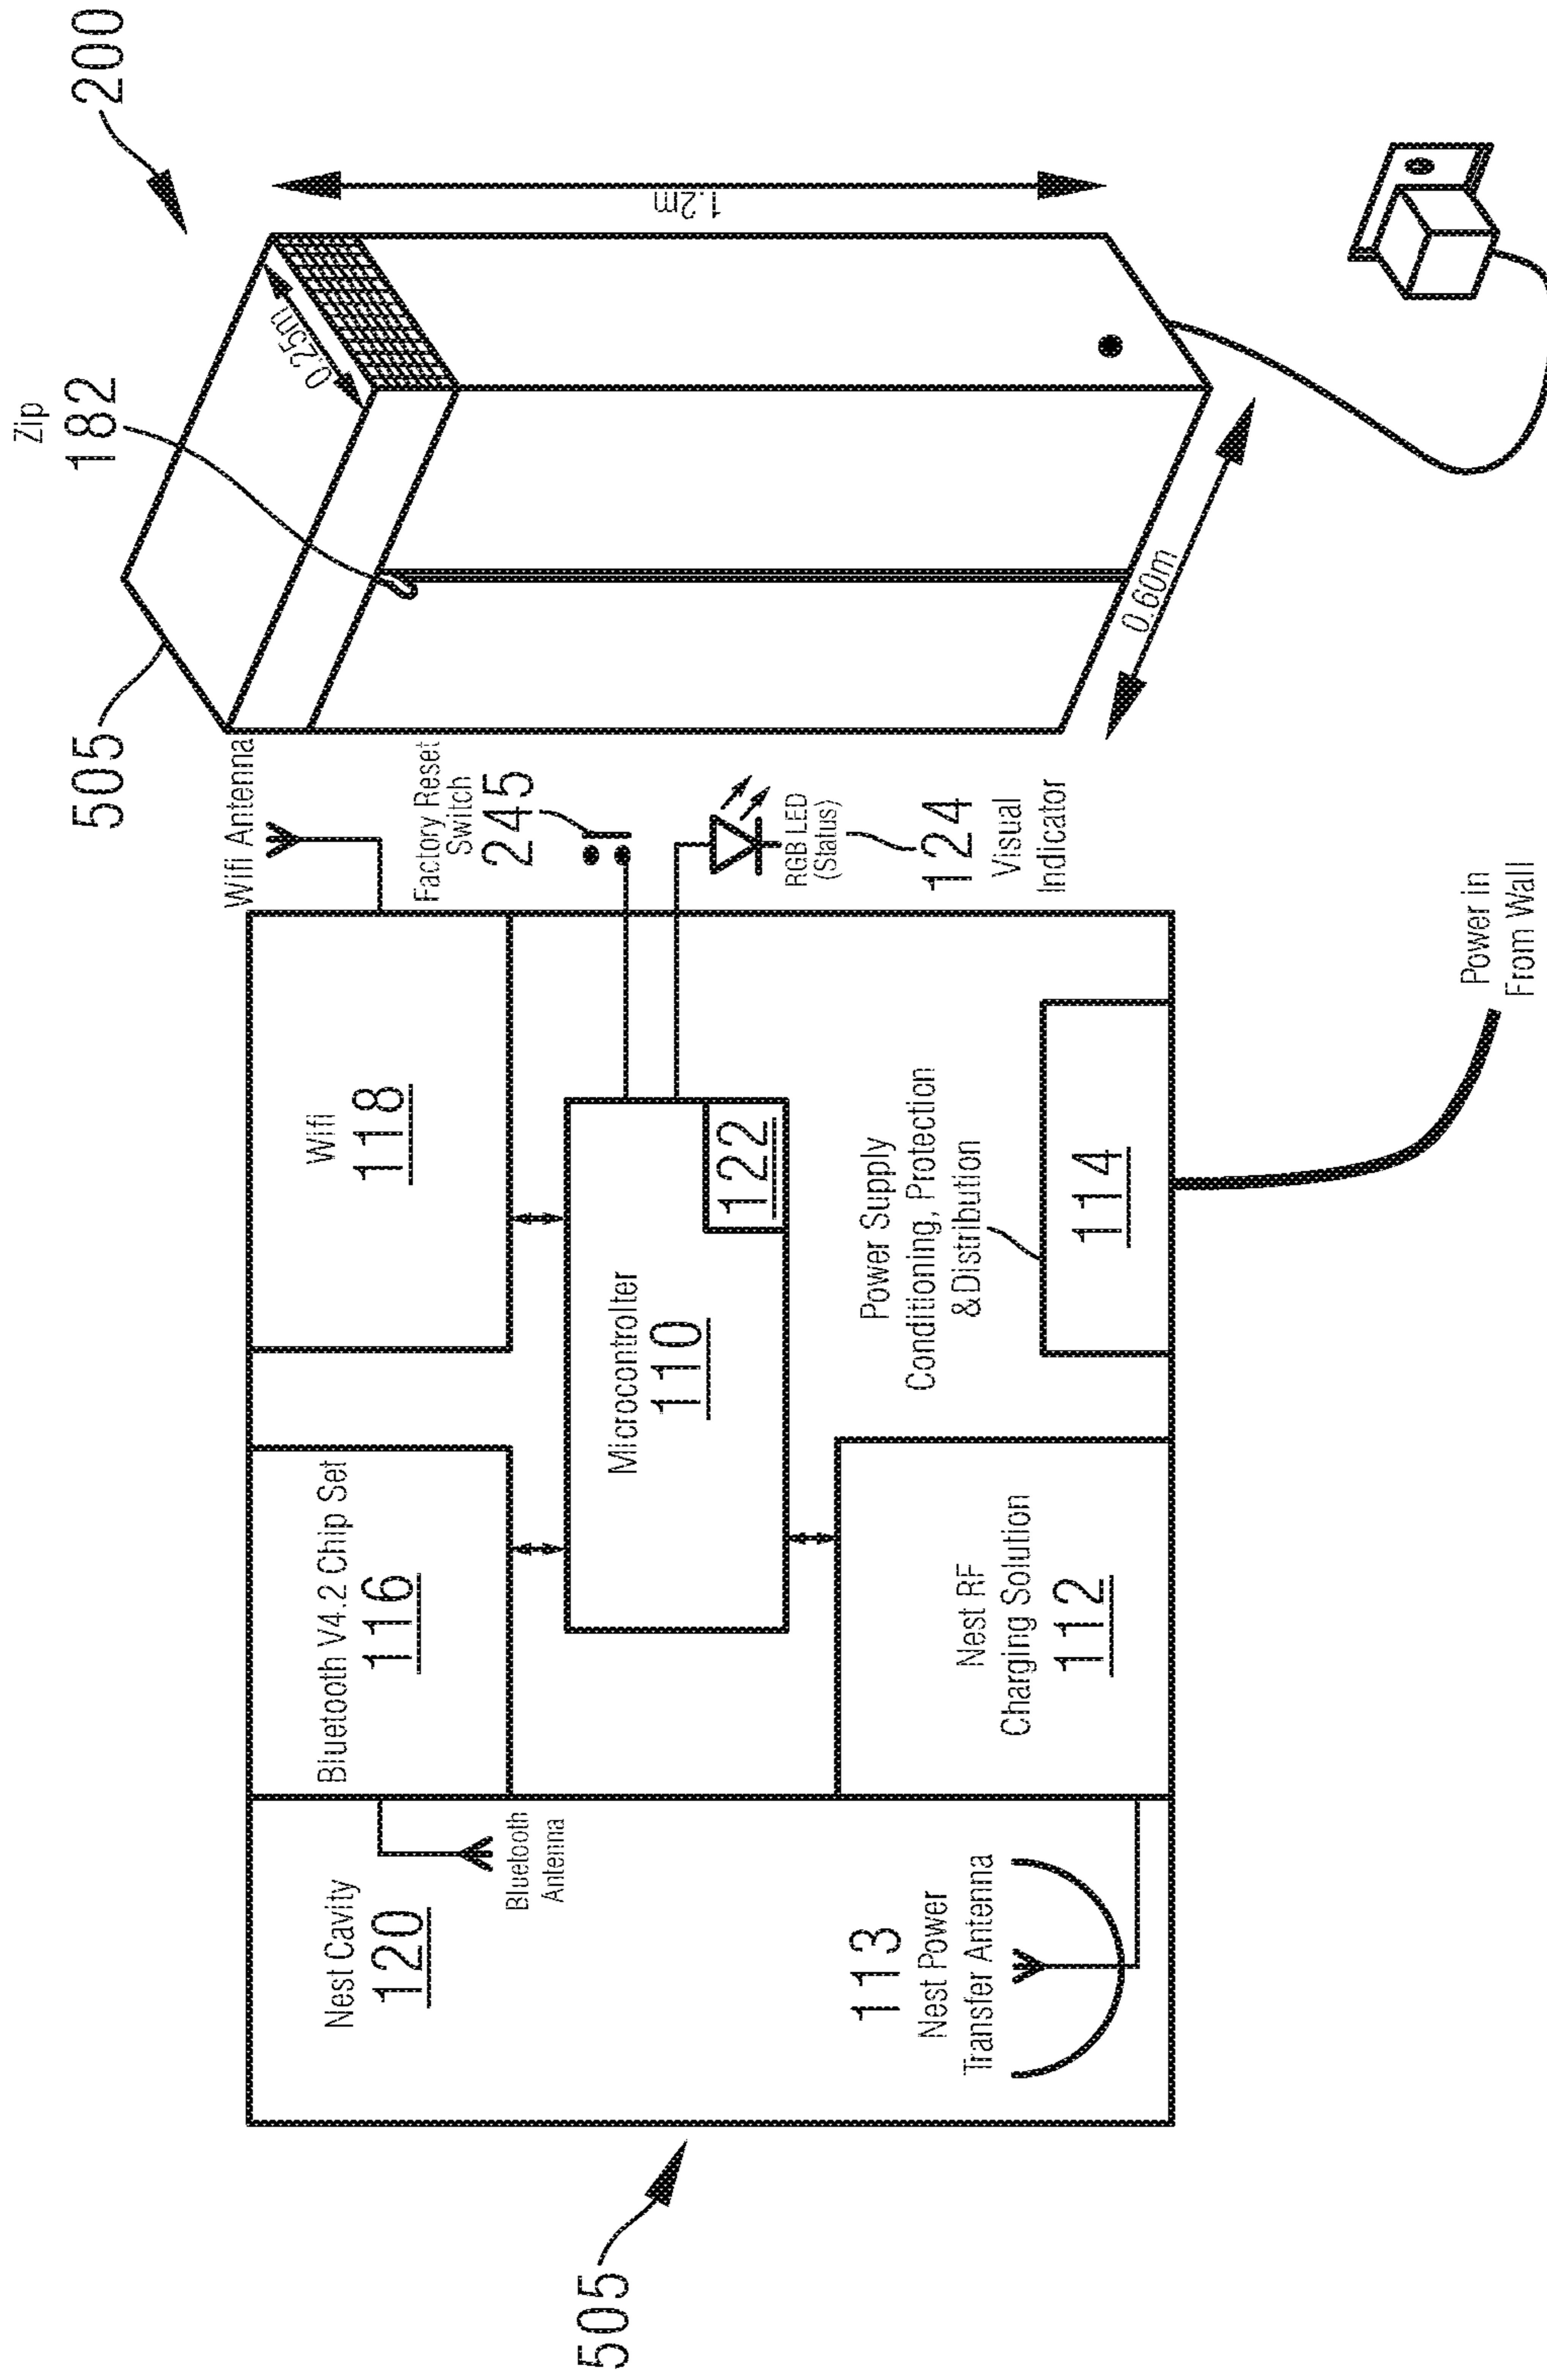 Zip
182
200
505
0.25m
1.2m
0.60m
Wifi Antenna
Factory Reset
Switch
245
RGB LED
(Status)
124
Visual
Indicator
Wifi
118
Bluetooth V4.2 Chip Set
116
Microcontrolter
110
122
Power Supply
Conditioning, Protection
&Distribution
114
Power in
From Wall
Nest RF
Charging Solution
112
Nest Cavity
120
Bluetooth
Antenna
113
Nest Power
Transfer Antenna
505